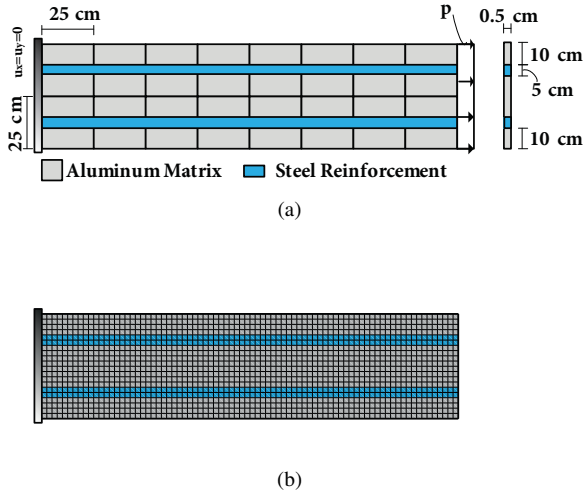 25 cm
p
0.5 cm
uₓ=uᵧ=0
10 cm
5 cm
25 cm
10 cm
Aluminum Matrix
Steel Reinforcement
(a)
(b)